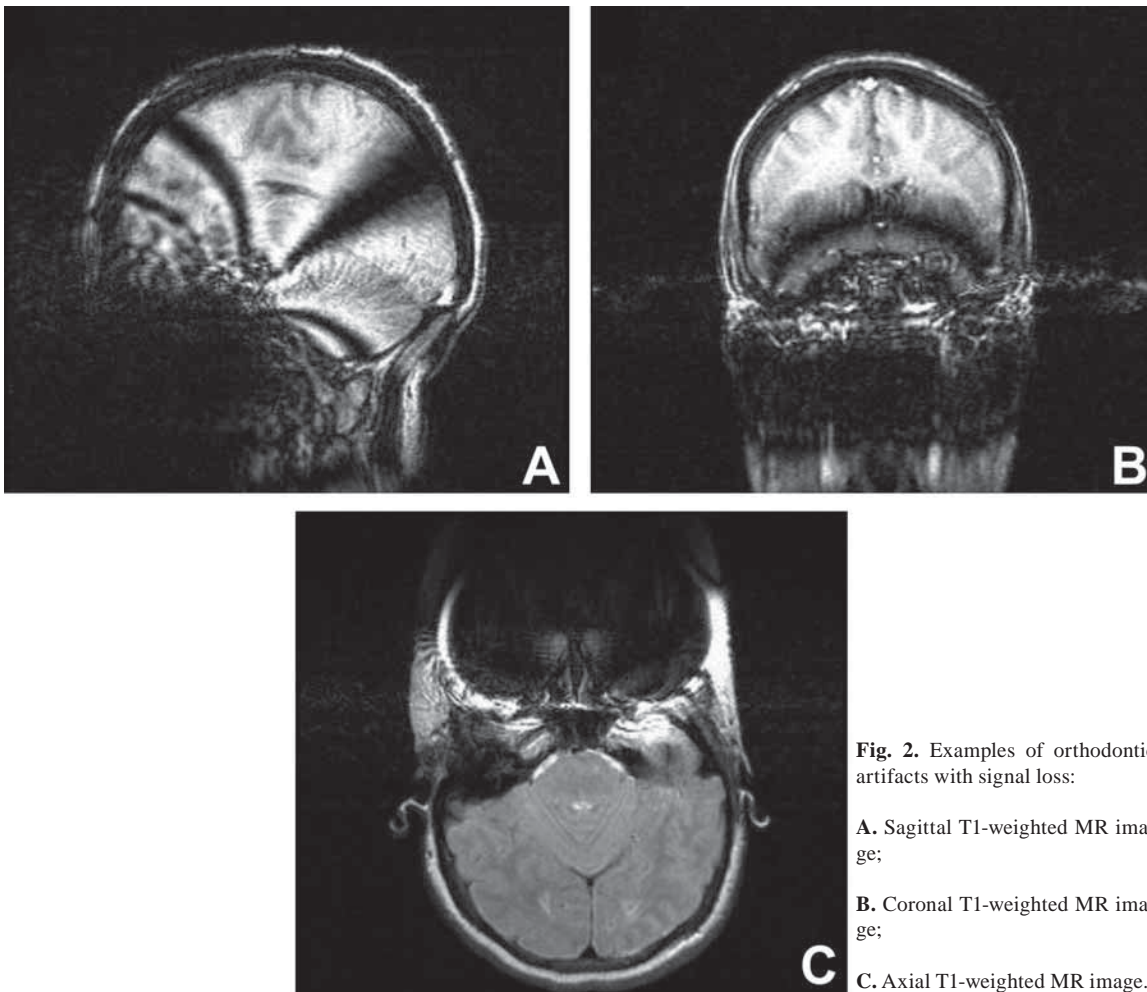 A
B
C
Fig. 2. Examples of orthodontic
artifacts with signal loss:
A. Sagittal T1-weighted MR ima-
ge;
B. Coronal T1-weighted MR ima-
ge;
C. Axial T1-weighted MR image.